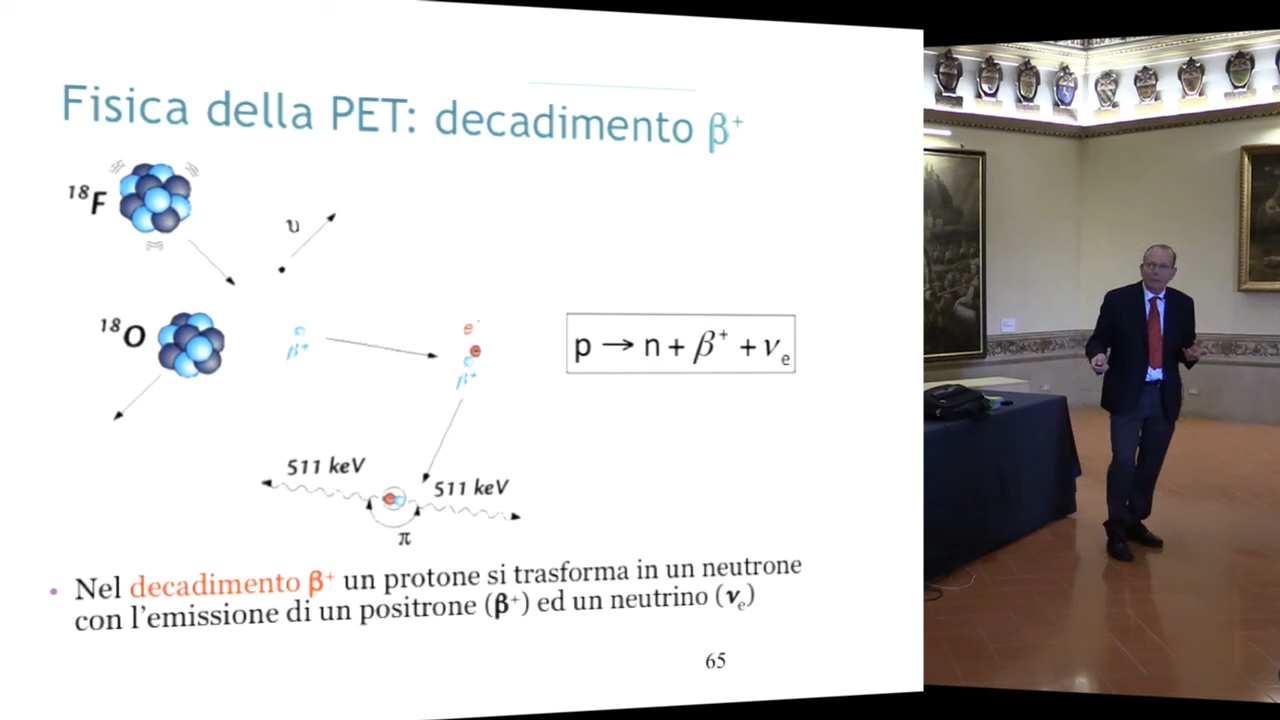 Fisica della PET: decadimento β⁺
¹⁸F
υ
¹⁸O
β⁺
e⁻
β⁺
p → n + β⁺ + νₑ
511 keV
511 keV
π
• Nel decadimento β⁺ un protone si trasforma in un neutrone
con l'emissione di un positrone (β⁺) ed un neutrino (νₑ)
65